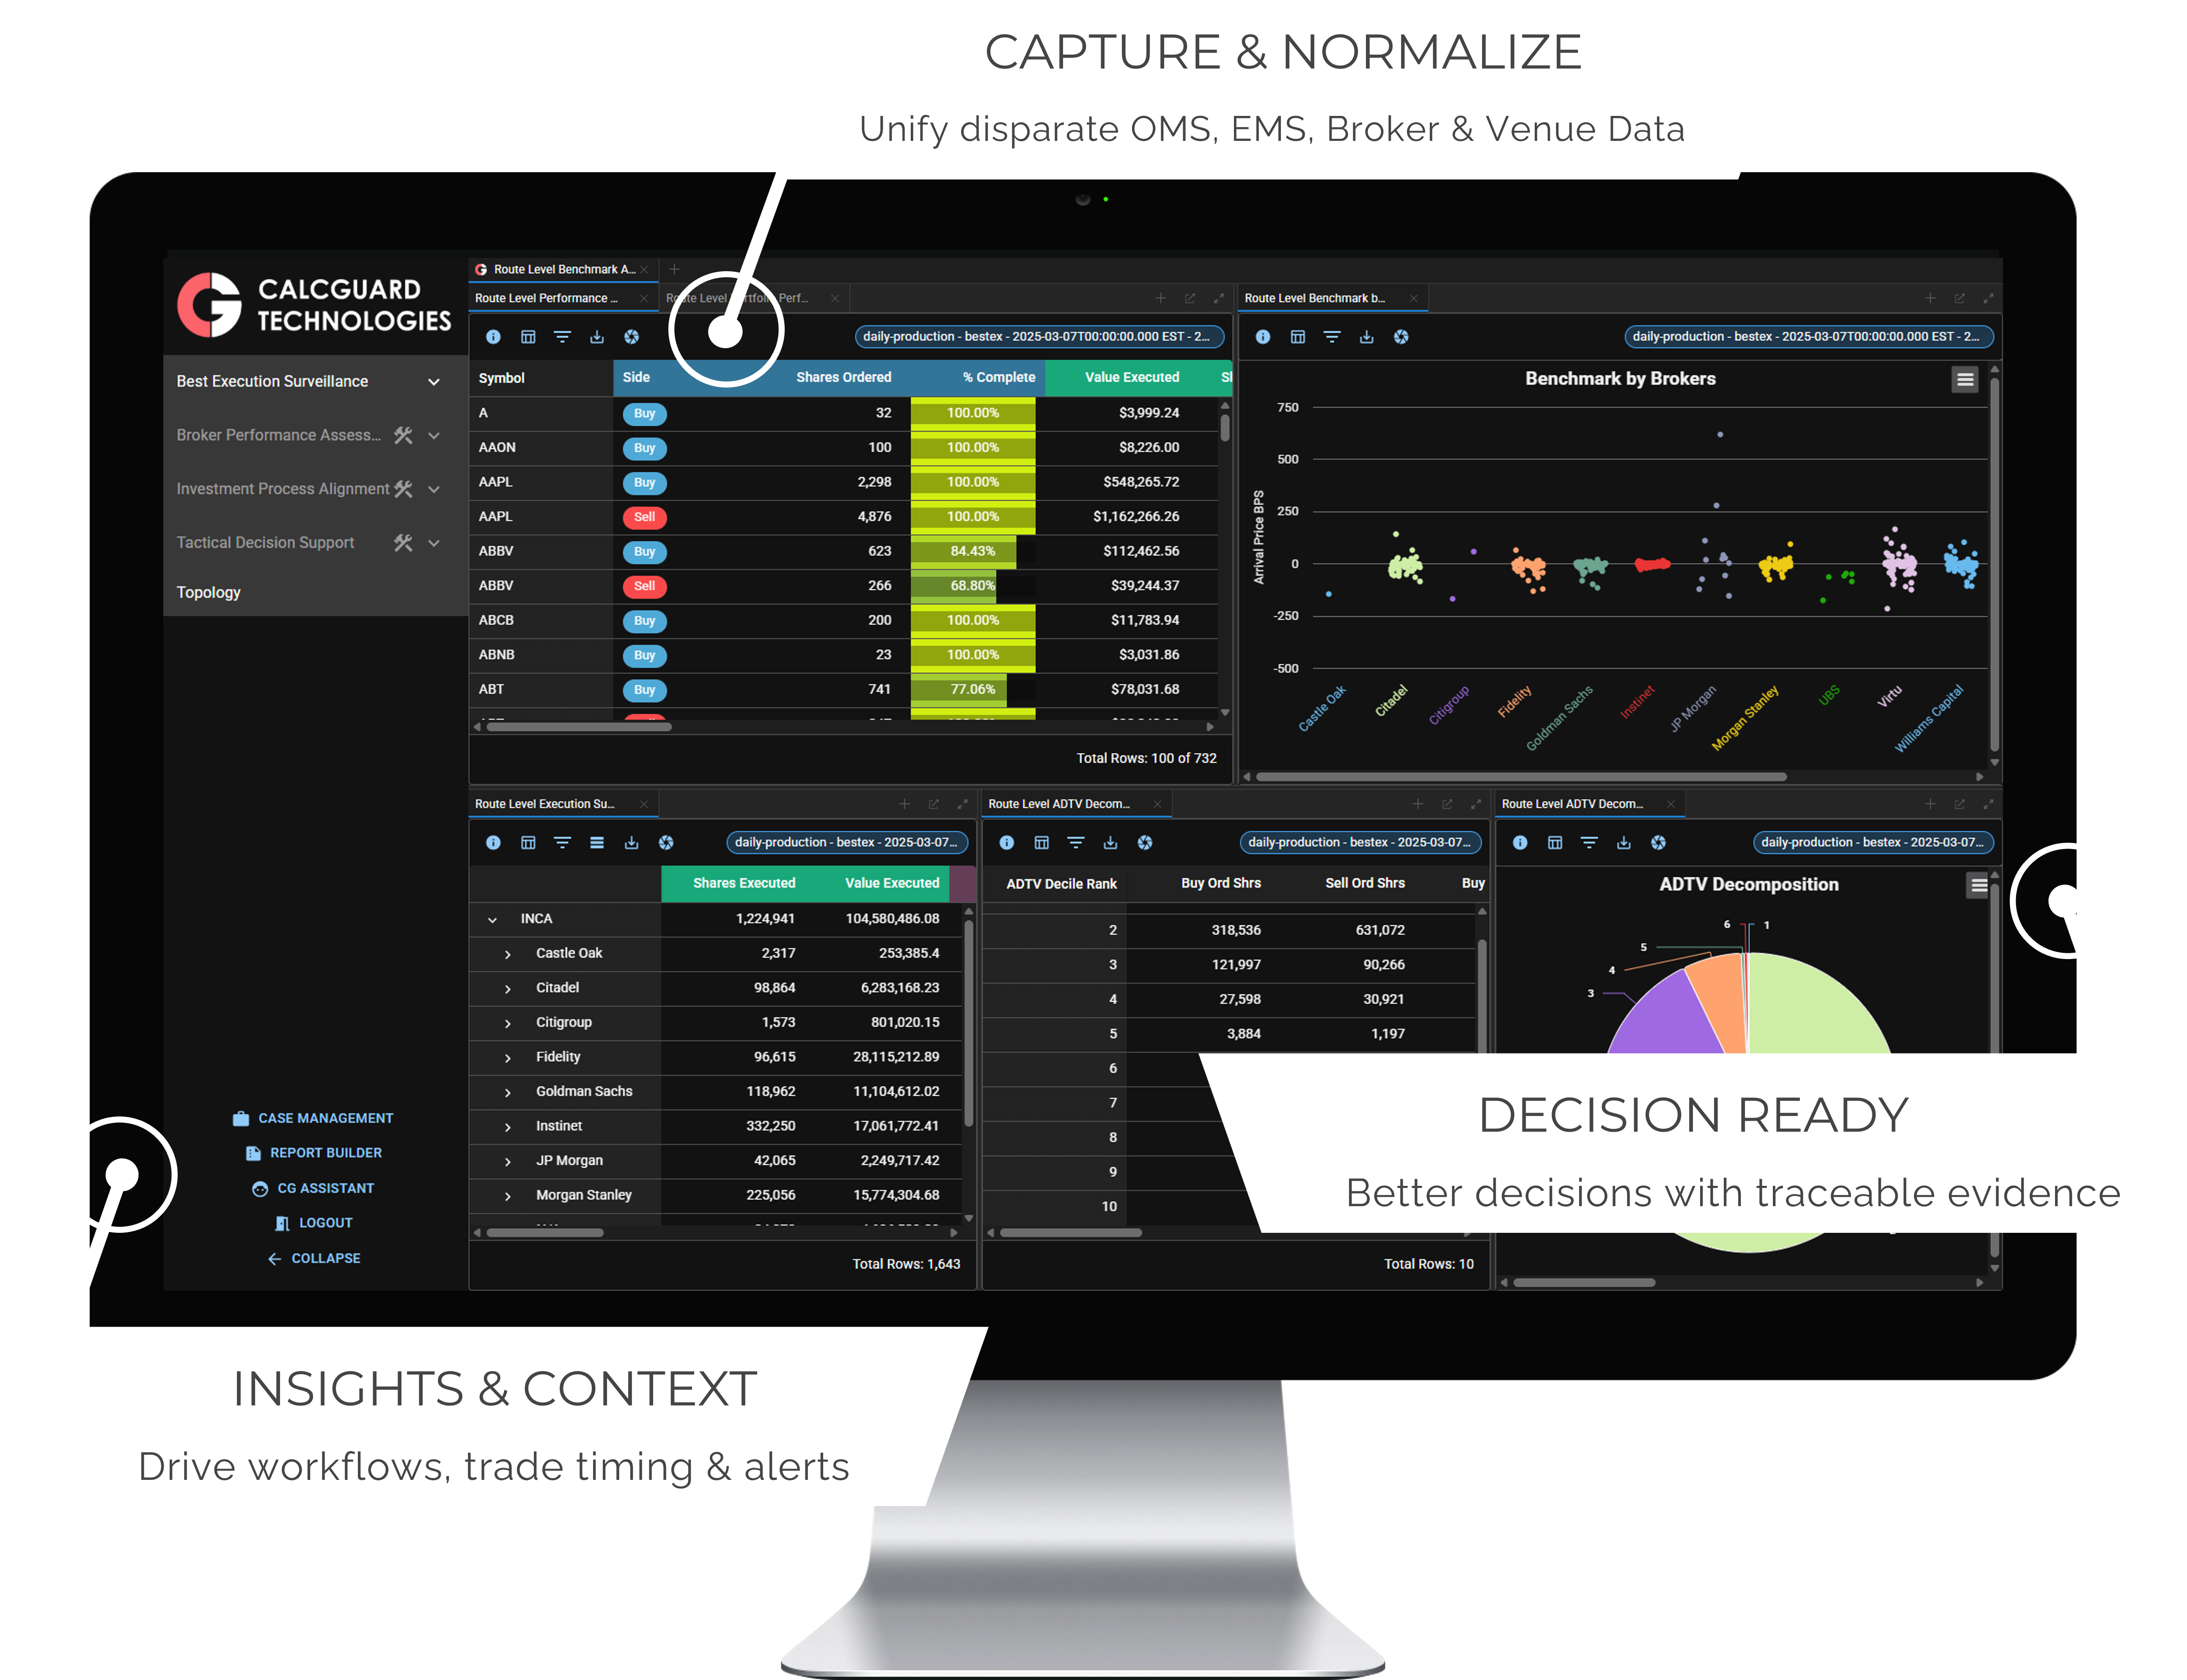 CAPTURE & NORMALIZE
Unify disparate OMS, EMS, Broker & Venue Data
CALCGUARD
TECHNOLOGIES
Best Execution Surveillance
Broker Performance Assess...
Investment Process Alignment
Tactical Decision Support
Topology
CASE MANAGEMENT
REPORT BUILDER
CG ASSISTANT
LOGOUT
COLLAPSE
Route Level Benchmark A...
Route Level Performance ...
Route Level Perf...
daily-production - bestex - 2025-03-07T00:00:00.000 EST - 2...
Symbol Side Shares Ordered % Complete Value Executed
A Buy 32 100.00% $3,999.24
AAON Buy 100 100.00% $8,226.00
AAPL Buy 2,298 100.00% $548,265.72
AAPL Sell 4,876 100.00% $1,162,266.26
ABBV Buy 623 84.43% $112,462.56
ABBV Sell 266 68.80% $39,244.37
ABCB Buy 200 100.00% $11,783.94
ABNB Buy 23 100.00% $3,031.86
ABT Buy 741 77.06% $78,031.68
Total Rows: 100 of 732
Route Level Benchmark b...
daily-production - bestex - 2025-03-07T00:00:00.000 EST - 2...
Benchmark by Brokers
Arrival Price BPS
750
500
250
0
-250
-500
Castle Oak
Citadel
Citigroup
Fidelity
Goldman Sachs
Instinet
JP Morgan
Morgan Stanley
UBS
Virtu
Williams Capital
Route Level Execution Su...
daily-production - bestex - 2025-03-07...
Shares Executed Value Executed
INCA 1,224,941 104,580,486.08
Castle Oak 2,317 253,385.4
Citadel 98,864 6,283,168.23
Citigroup 1,573 801,020.15
Fidelity 96,615 28,115,212.89
Goldman Sachs 118,962 11,104,612.02
Instinet 332,250 17,061,772.41
JP Morgan 42,065 2,249,717.42
Morgan Stanley 225,056 15,774,304.68
Total Rows: 1,643
Route Level ADTV Decom...
daily-production - bestex - 2025-03-07...
ADTV Decile Rank Buy Ord Shrs Sell Ord Shrs Buy
2 318,536 631,072
3 121,997 90,266
4 27,598 30,921
5 3,884 1,197
6
7
8
9
10
Total Rows: 10
Route Level ADTV Decom...
daily-production - bestex - 2025-03-07...
ADTV Decomposition
6 1
5
4
3
DECISION READY
Better decisions with traceable evidence
INSIGHTS & CONTEXT
Drive workflows, trade timing & alerts